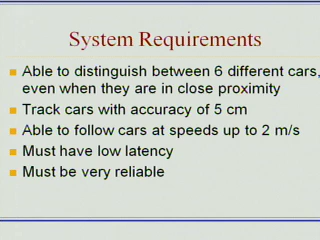 System Requirements
Able to distinguish between 6 different cars,
even when they are in close proximity
Track cars with accuracy of 5 cm
Able to follow cars at speeds up to 2 m/s
Must have low latency
Must be very reliable